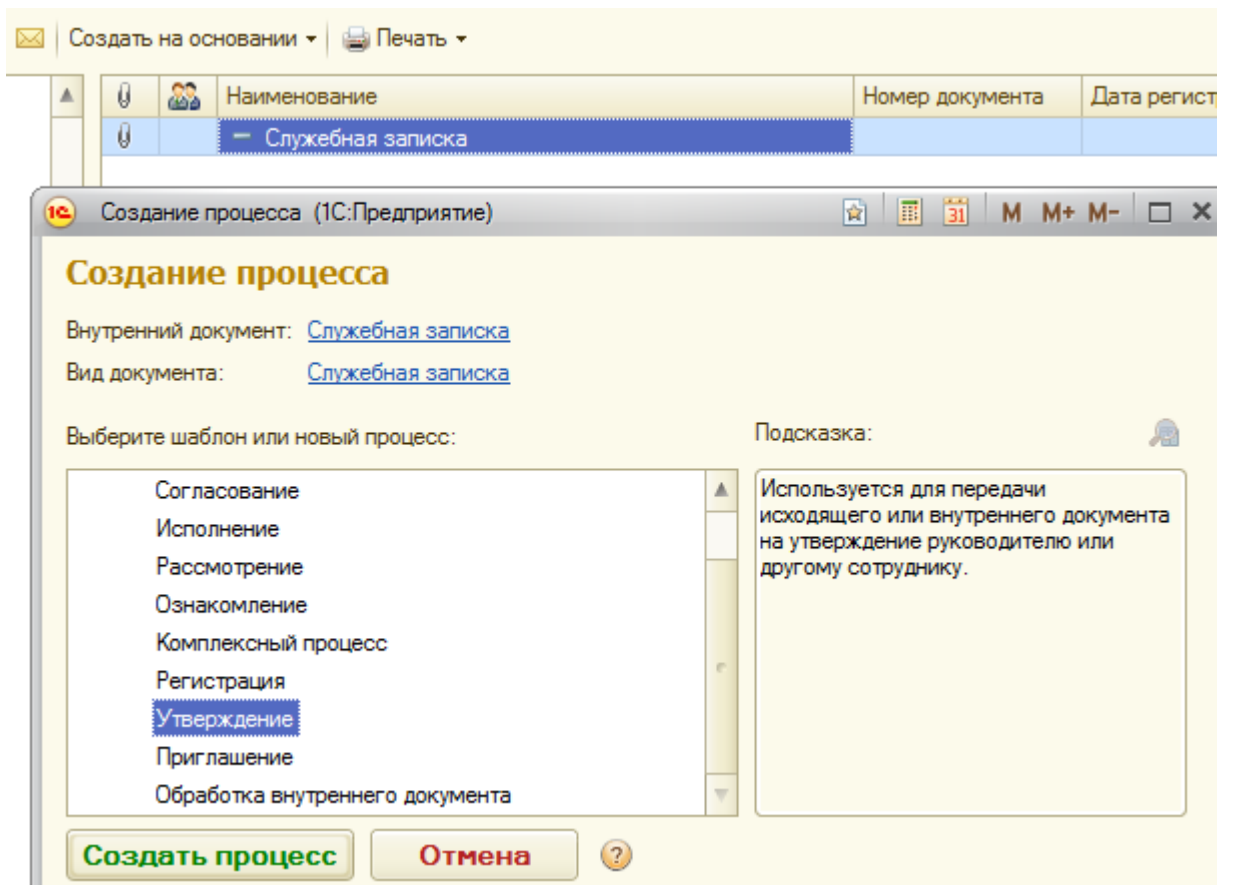 Создать на основании Печать
Наименование Номер документа Дата регист
Служебная записка
1С Создание процесса (1С:Предприятие) 31 M M+ M-
Создание процесса
Внутренний документ: Служебная записка
Вид документа: Служебная записка
Выберите шаблон или новый процесс: Подсказка:
Согласование
Исполнение
Рассмотрение
Ознакомление
Комплексный процесс
Регистрация
Утверждение
Приглашение
Обработка внутреннего документа
Используется для передачи
исходящего или внутреннего документа
на утверждение руководителю или
другому сотруднику.
Создать процесс Отмена ?